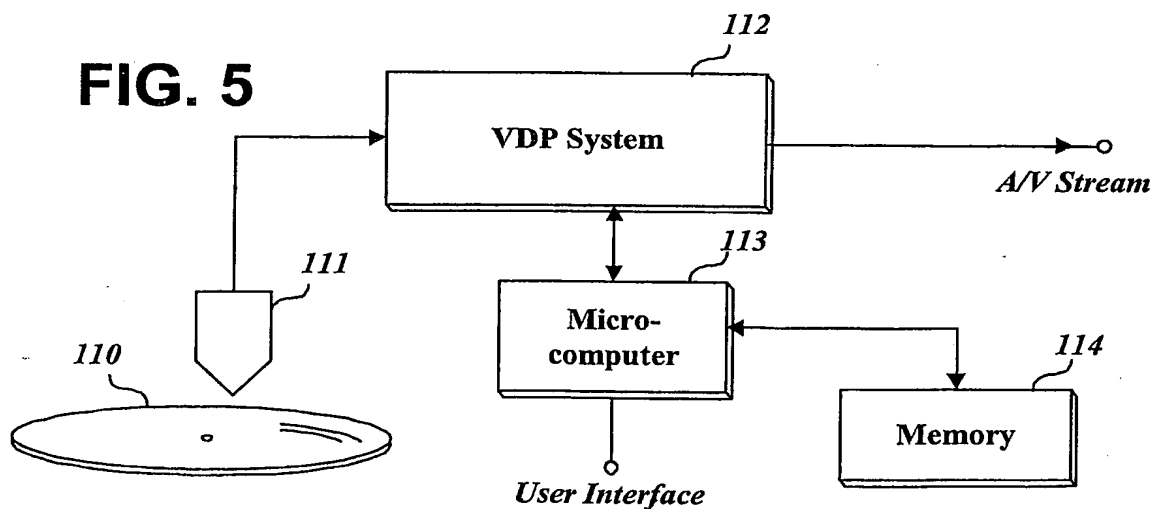 FIG. 5
112
VDP System
A/V Stream
113
111
Micro-
computer
110
114
Memory
User Interface